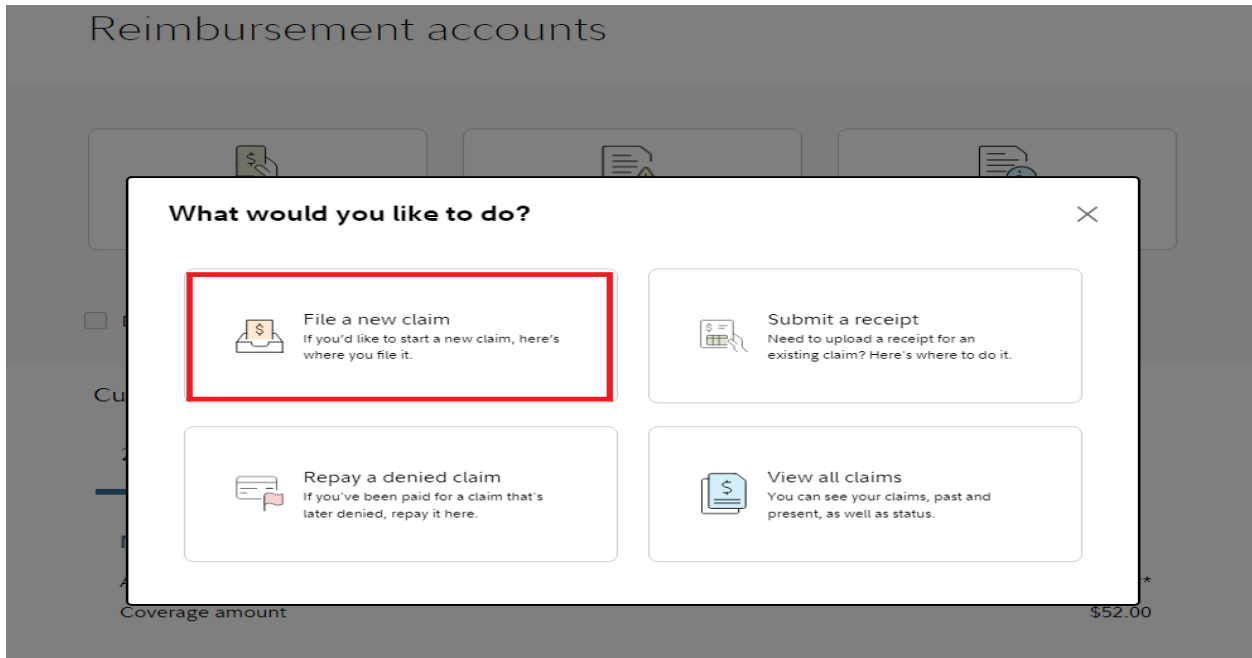 Reimbursement accounts
What would you like to do?
File a new claim
If you'd like to start a new claim, here's
where you file it.
Submit a receipt
Need to upload a receipt for an
existing claim? Here's where to do it.
Repay a denied claim
If you've been paid for a claim that's
later denied, repay it here.
View all claims
You can see your claims, past and
present, as well as status.
Coverage amount
$52.00